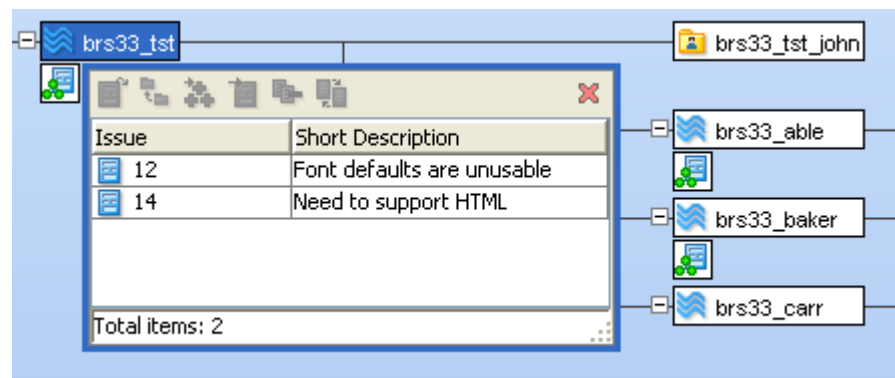 brs33_tst
brs33_tst_john
Issue Short Description
12 Font defaults are unusable
14 Need to support HTML
Total items: 2
brs33_able
brs33_baker
brs33_carr